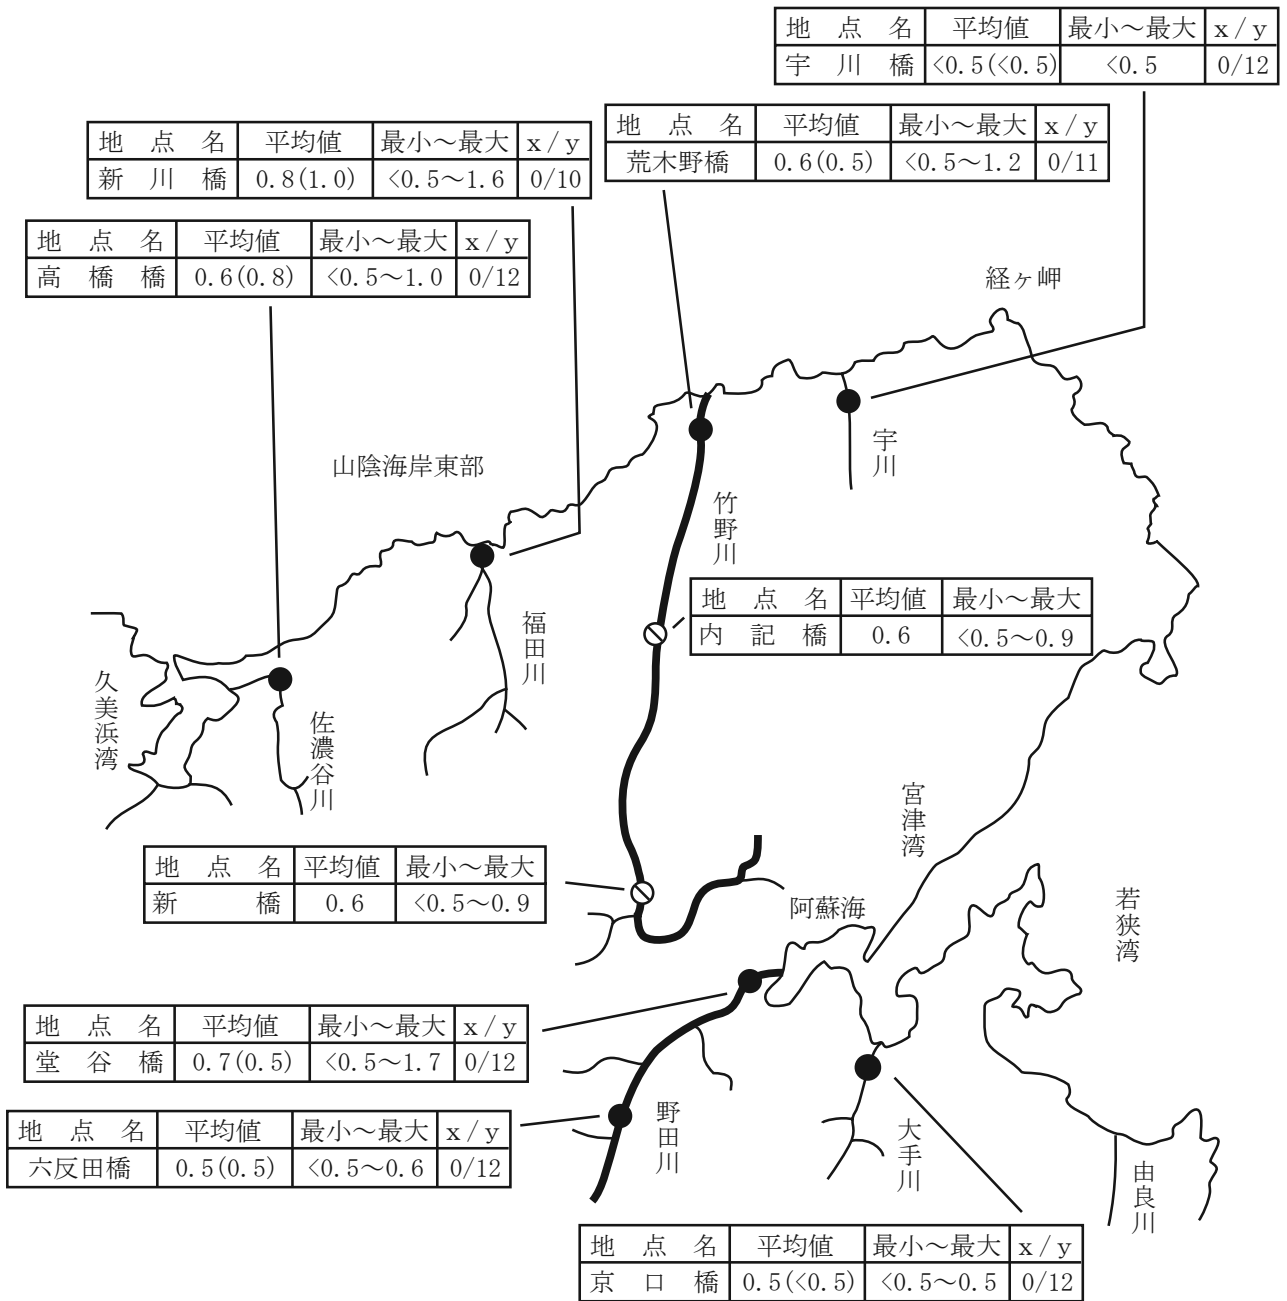 地 点 名 平均値 最小～最大 x/y
宇 川 橋 <0.5(<0.5) <0.5 0/12
地 点 名 平均値 最小～最大 x/y
荒木野橋 0.6(0.5) <0.5～1.2 0/11
地 点 名 平均値 最小～最大 x/y
新 川 橋 0.8(1.0) <0.5～1.6 0/10
地 点 名 平均値 最小～最大 x/y
高 橋 橋 0.6(0.8) <0.5～1.0 0/12
経ヶ岬
山陰海岸東部
宇川
竹野川
地 点 名 平均値 最小～最大
内 記 橋 0.6 <0.5～0.9
福田川
久美浜湾
佐濃谷川
宮津湾
地 点 名 平均値 最小～最大
新 橋 0.6 <0.5～0.9
阿蘇海
若狭湾
地 点 名 平均値 最小～最大 x/y
堂 谷 橋 0.7(0.5) <0.5～1.7 0/12
地 点 名 平均値 最小～最大 x/y
六反田橋 0.5(0.5) <0.5～0.6 0/12
野田川
大手川
由良川
地 点 名 平均値 最小～最大 x/y
京 口 橋 0.5(<0.5) <0.5～0.5 0/12